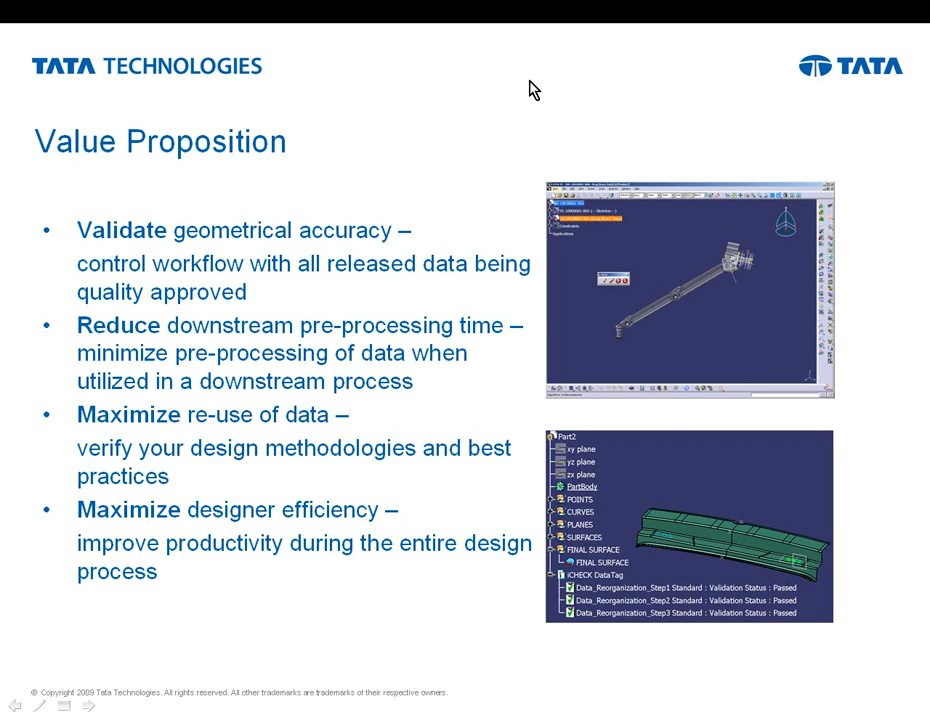 TATA TECHNOLOGIES
TATA
Value Proposition
• Validate geometrical accuracy –
control workflow with all released data being
quality approved
• Reduce downstream pre-processing time –
minimize pre-processing of data when
utilized in a downstream process
• Maximize re-use of data –
verify your design methodologies and best
practices
• Maximize designer efficiency –
improve productivity during the entire design
process
Constraints
Applications
Part2
xy plane
yz plane
zx plane
PartBody
POINTS
CURVES
PLANES
SURFACES
FINAL SURFACE
FINAL SURFACE
iCHECK DataTag
Data_Reorganization_Step1 Standard : Validation Status : Passed
Data_Reorganization_Step2 Standard : Validation Status : Passed
Data_Reorganization_Step3 Standard : Validation Status : Passed
© Copyright 2009 Tata Technologies. All rights reserved. All other trademarks are trademarks of their respective owners.